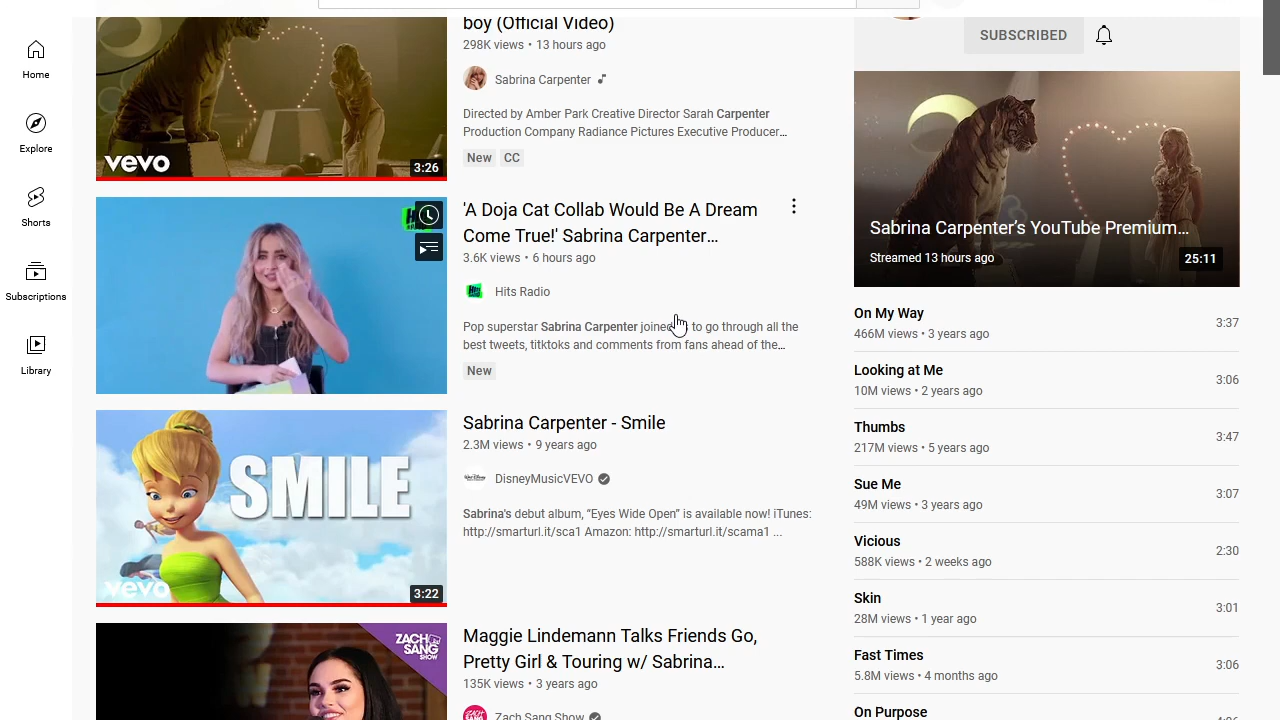 Home
Explore
Shorts
Subscriptions
Library
boy (Official Video)
298K views • 13 hours ago
Sabrina Carpenter
Directed by Amber Park Creative Director Sarah Carpenter
Production Company Radiance Pictures Executive Producer...
New CC
vevo
3:26
'A Doja Cat Collab Would Be A Dream
Come True!' Sabrina Carpenter...
3.6K views • 6 hours ago
Hits Radio
Pop superstar Sabrina Carpenter joined to go through all the
best tweets, titktoks and comments from fans ahead of the...
New
SMILE
vevo
3:22
Sabrina Carpenter - Smile
2.3M views • 9 years ago
DisneyMusicVEVO
Sabrina's debut album, “Eyes Wide Open” is available now! iTunes:
http://smarturl.it/sca1 Amazon: http://smarturl.it/scama1 ...
ZACH
SANG
SHOW
Maggie Lindemann Talks Friends Go,
Pretty Girl & Touring w/ Sabrina...
135K views • 3 years ago
Zach Sang Show
SUBSCRIBED
Sabrina Carpenter’s YouTube Premium...
Streamed 13 hours ago
25:11
On My Way
466M views • 3 years ago
3:37
Looking at Me
10M views • 2 years ago
3:06
Thumbs
217M views • 5 years ago
3:47
Sue Me
49M views • 3 years ago
3:07
Vicious
588K views • 2 weeks ago
2:30
Skin
28M views • 1 year ago
3:01
Fast Times
5.8M views • 4 months ago
3:06
On Purpose